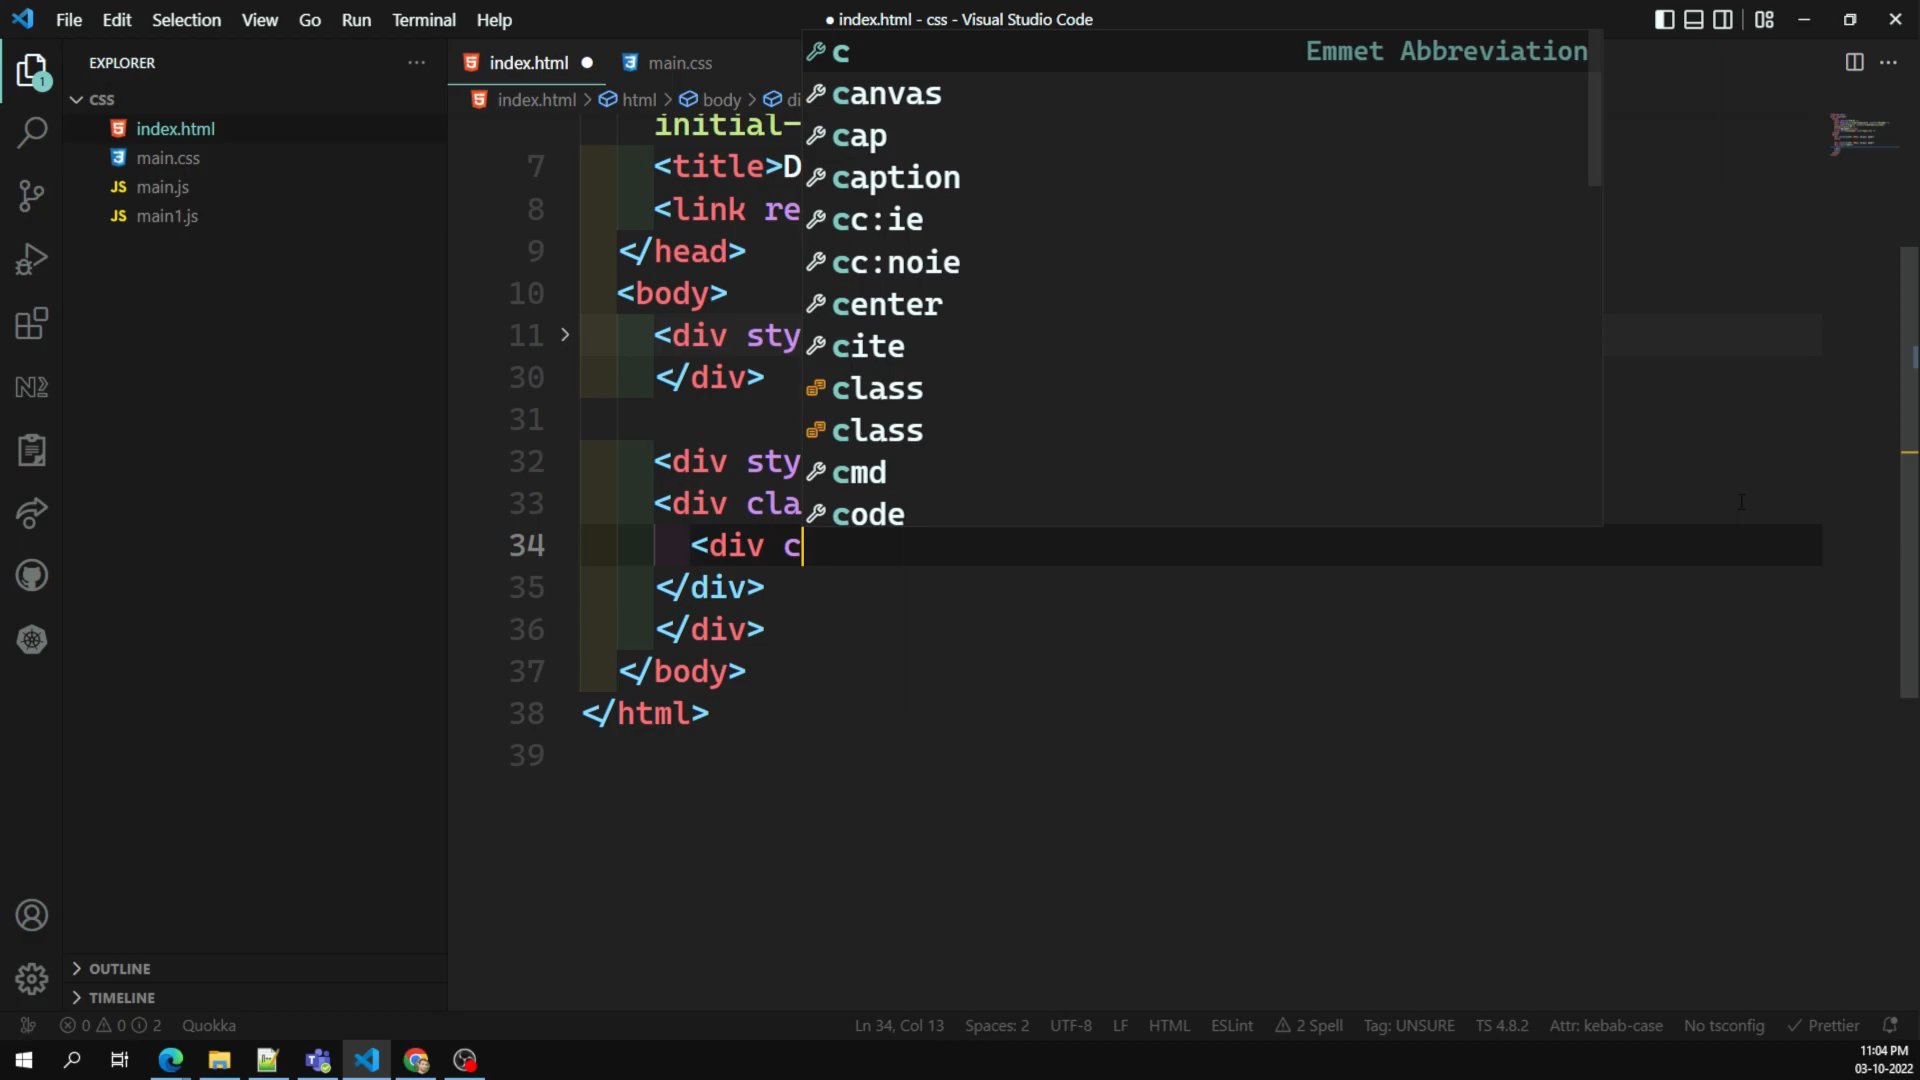 File Edit Selection View Go Run Terminal Help
● index.html - css - Visual Studio Code
EXPLORER
1
CSS
index.html
main.css
JS main.js
JS main1.js
OUTLINE
TIMELINE
index.html ●
main.css
index.html > html > body > di
initial-
7 <title>D
8 <link re
9 </head>
10 <body>
11 <div sty
30 </div>
31
32 <div sty
33 <div cla
34 <div c
35 </div>
36 </div>
37 </body>
38 </html>
39
c Emmet Abbreviation
canvas
cap
caption
cc:ie
cc:noie
center
cite
class
class
cmd
code
0 0 2 Quokka
Ln 34, Col 13 Spaces: 2 UTF-8 LF HTML ESLint 2 Spell Tag: UNSURE TS 4.8.2 Attr: kebab-case No tsconfig Prettier
11:04 PM
03-10-2022